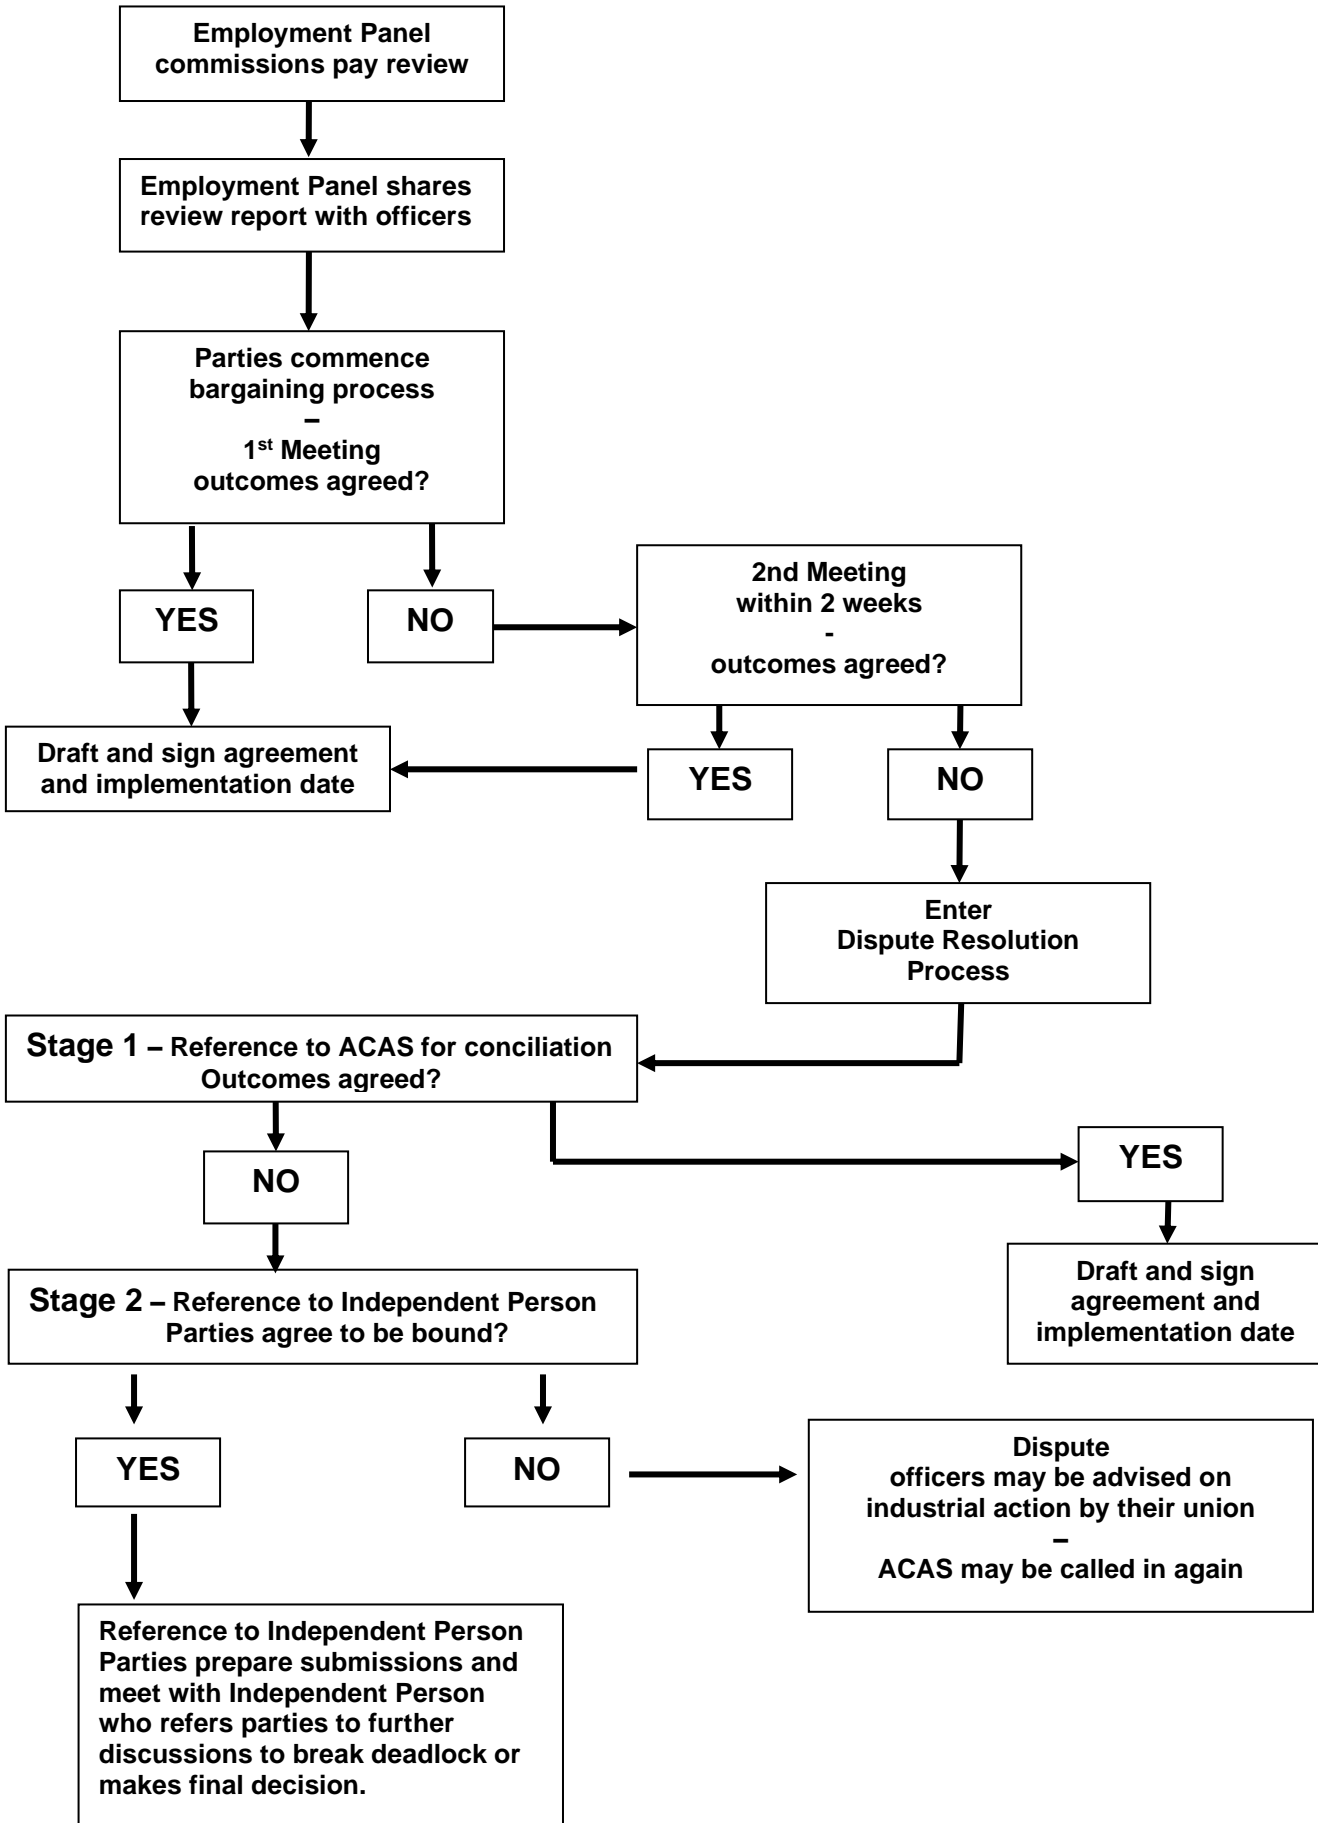 Employment Panel
commissions pay review
Employment Panel shares
review report with officers
Parties commence
bargaining process
–
1st Meeting
outcomes agreed?
YES
NO
2nd Meeting
within 2 weeks
-
outcomes agreed?
Draft and sign agreement
and implementation date
YES
NO
Enter
Dispute Resolution
Process
Stage 1 – Reference to ACAS for conciliation
Outcomes agreed?
NO
YES
Draft and sign
agreement and
implementation date
Stage 2 – Reference to Independent Person
Parties agree to be bound?
YES
NO
Dispute
officers may be advised on
industrial action by their union
–
ACAS may be called in again
Reference to Independent Person
Parties prepare submissions and
meet with Independent Person
who refers parties to further
discussions to break deadlock or
makes final decision.